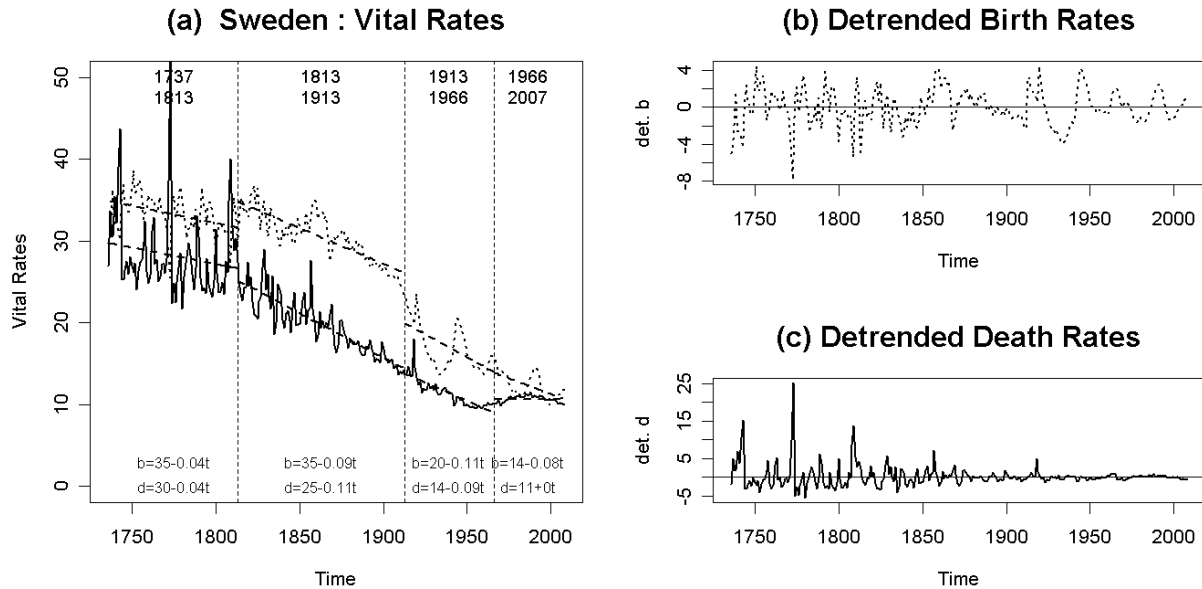 (a) Sweden : Vital Rates
Vital Rates
50
40
30
20
10
0
1737 1813 1913 1966
1813 1913 1966 2007
b=35-0.04t b=35-0.09t b=20-0.11t b=14-0.08t
d=30-0.04t d=25-0.11t d=14-0.09t d=11+0t
1750 1800 1850 1900 1950 2000
Time
(b) Detrended Birth Rates
det. b
4
0
-4
-8
1750 1800 1850 1900 1950 2000
Time
(c) Detrended Death Rates
det. d
25
15
5
-5
1750 1800 1850 1900 1950 2000
Time